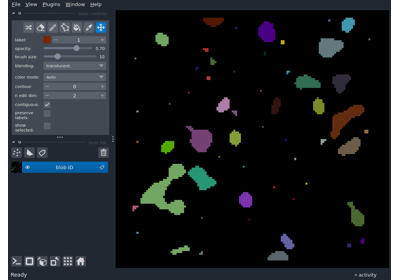 File View Plugins Window Help
label:
1
opacity:
0.70
brush size:
10
blending:
translucent
color mode:
auto
contour:
0
n edit dim:
2
contiguous:
preserve
labels:
show
selected:
blob ID
Ready
activity